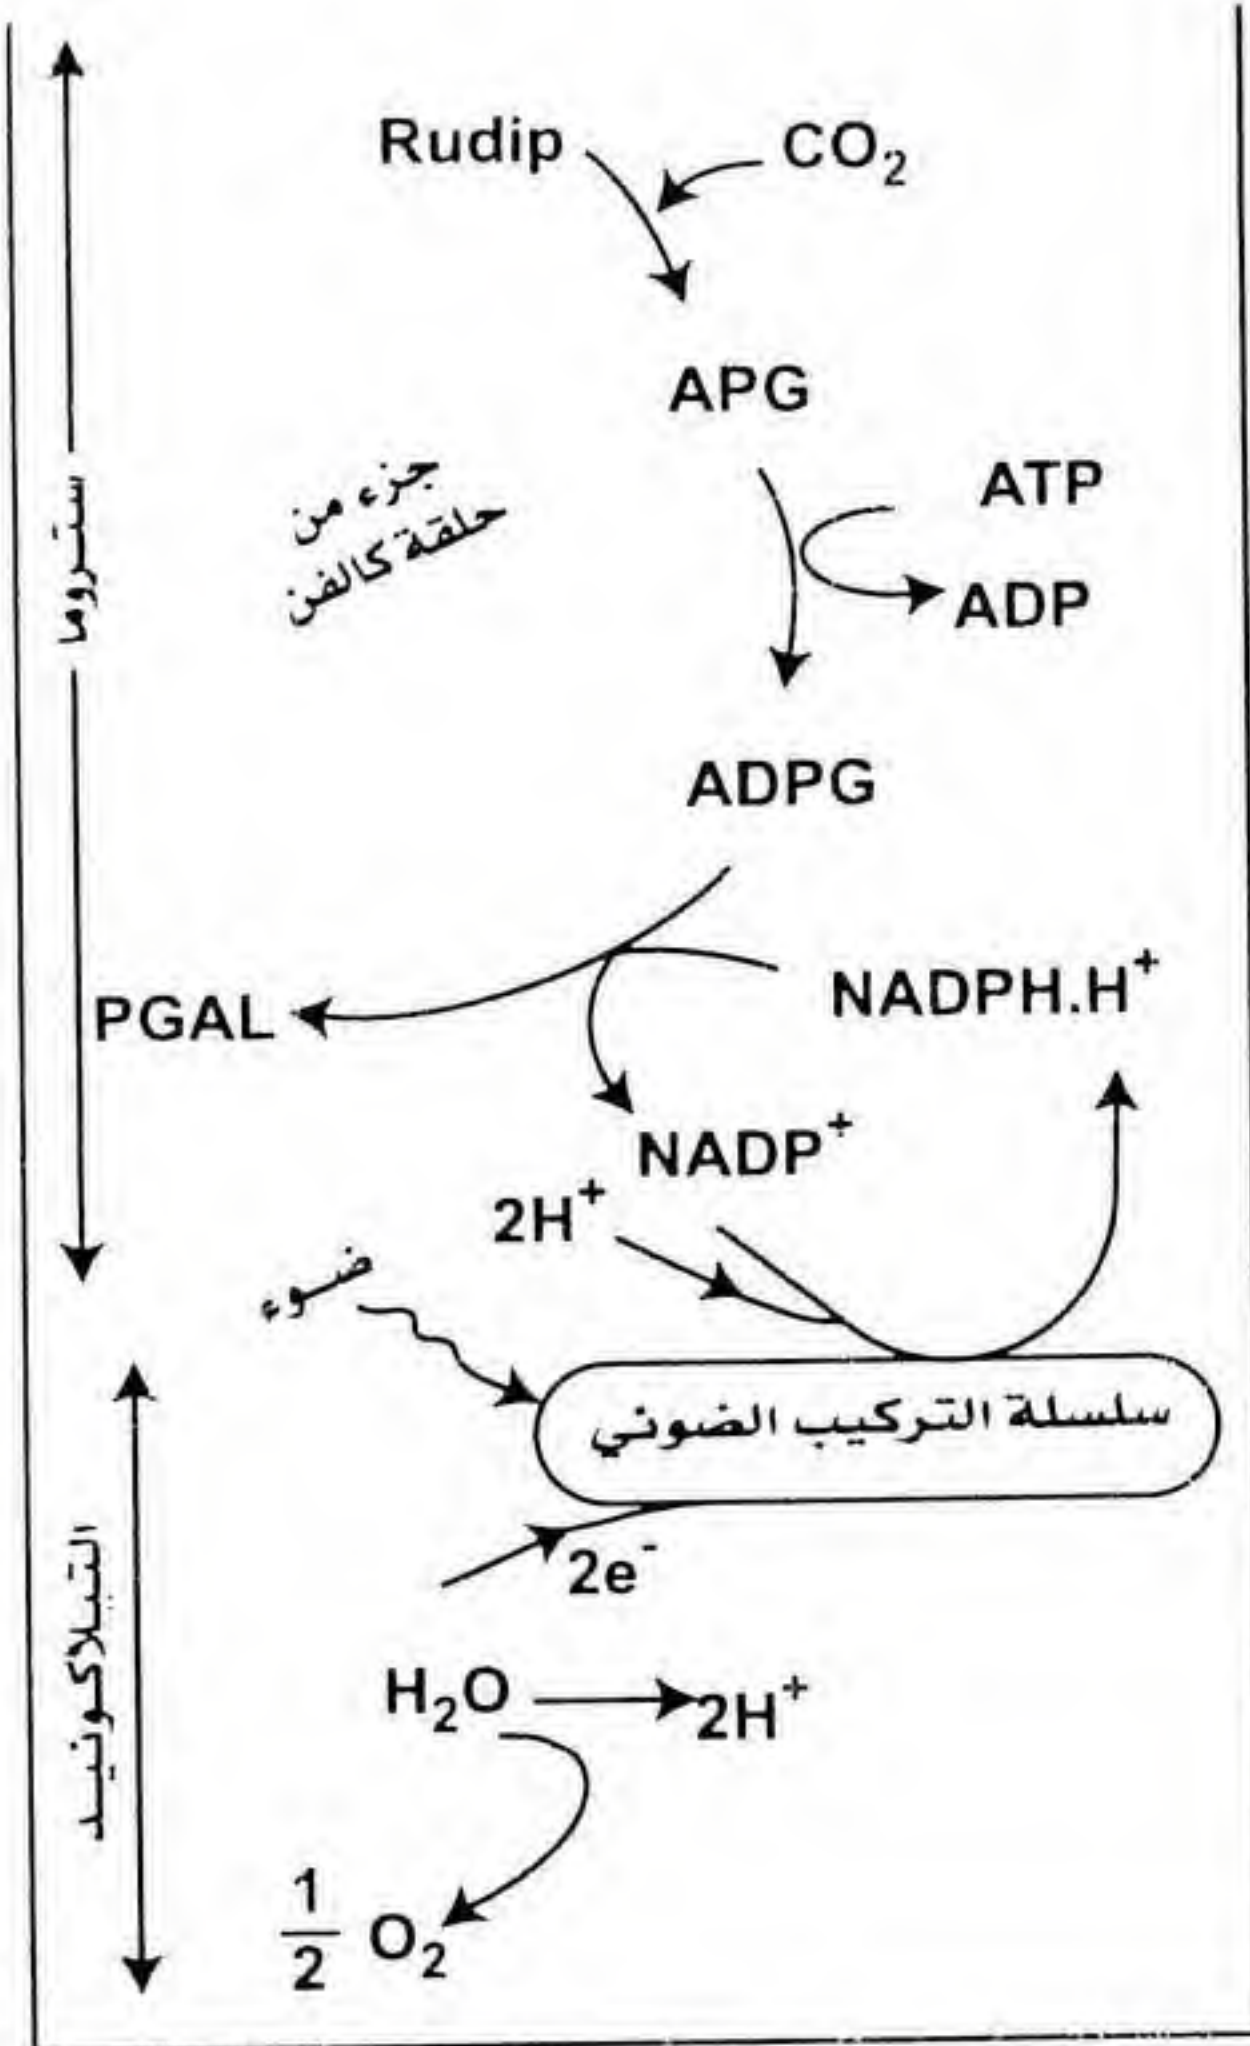 Rudip CO₂
APG
ستروما
جزء من
حلقة كالفن
ATP
ADP
ADPG
PGAL
NADPH.H⁺
NADP⁺
2H⁺
ضوء
سلسلة التركيب الضوئي
2e⁻
التيلاكوئيد
H₂O 2H⁺
1/2 O₂